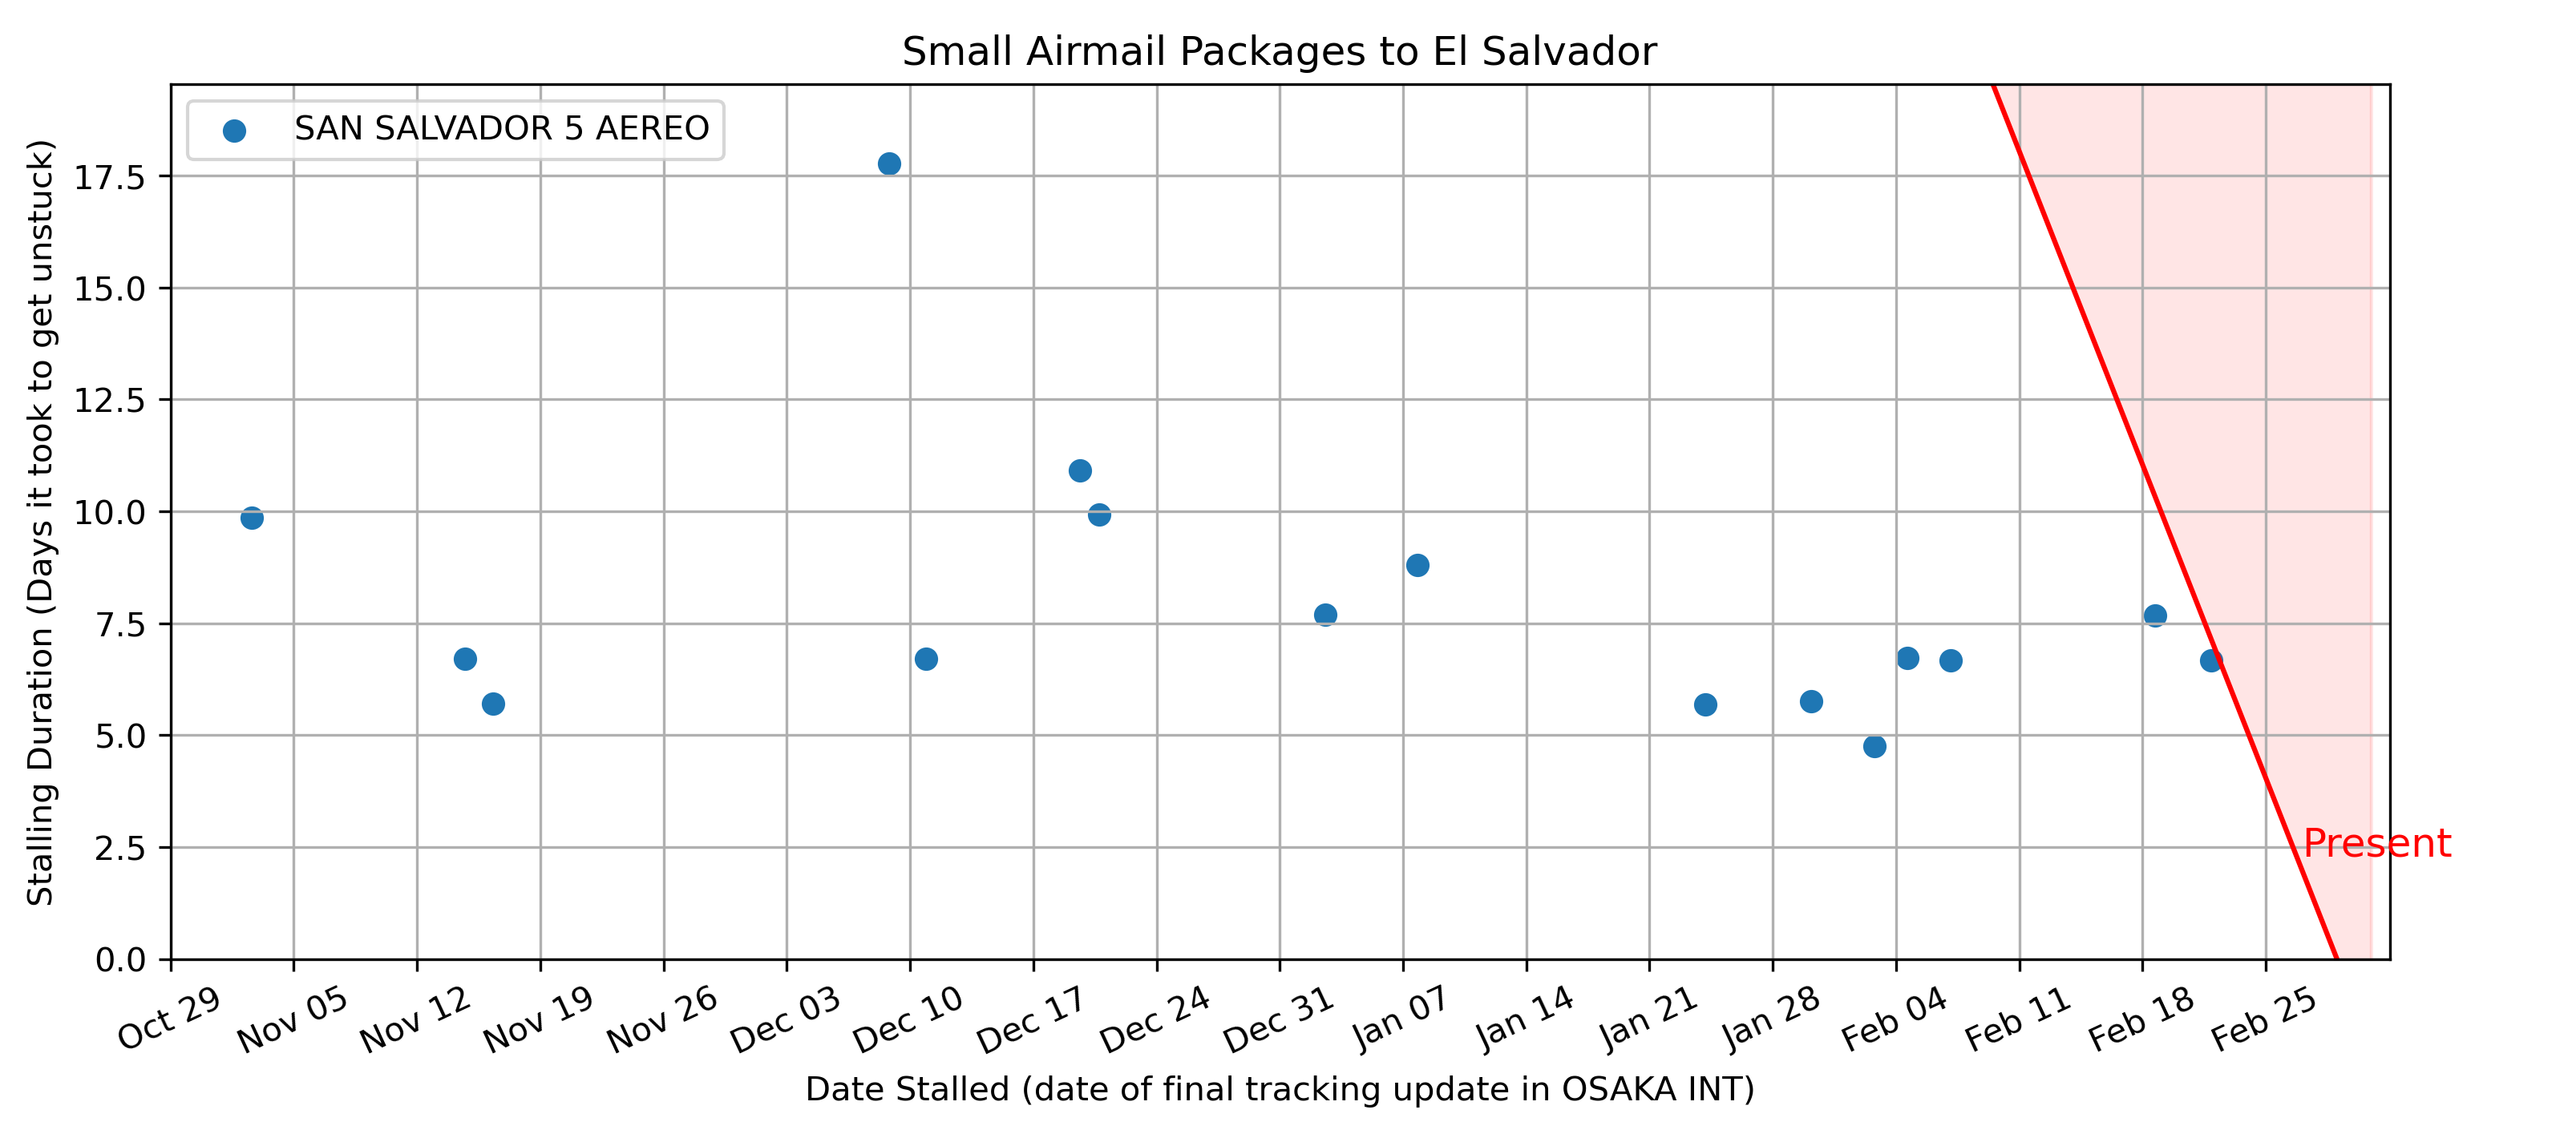 Small Airmail Packages to El Salvador
SAN SALVADOR 5 AEREO
Stalling Duration (Days it took to get unstuck)
17.5
15.0
12.5
10.0
7.5
5.0
2.5
0.0
Present
Oct 29
Nov 05
Nov 12
Nov 19
Nov 26
Dec 03
Dec 10
Dec 17
Dec 24
Dec 31
Jan 07
Jan 14
Jan 21
Jan 28
Feb 04
Feb 11
Feb 18
Feb 25
Date Stalled (date of final tracking update in OSAKA INT)